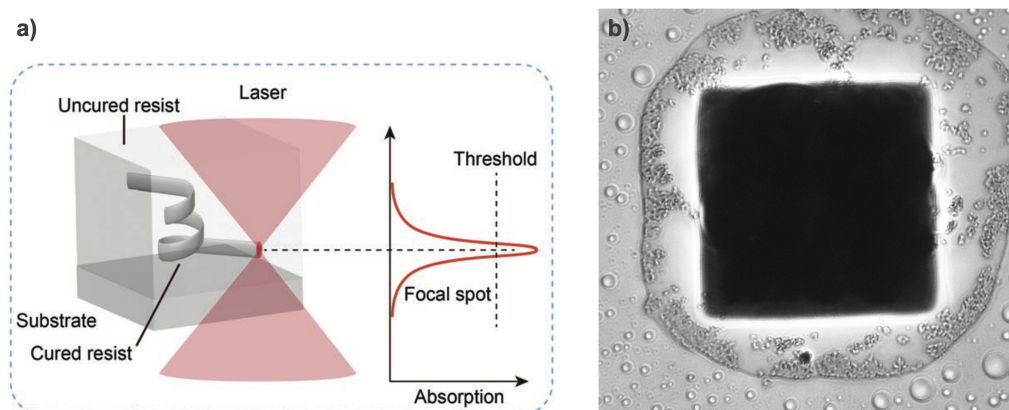 a)
Uncured resist
Laser
Threshold
Focal spot
Substrate
Cured resist
Absorption
b)